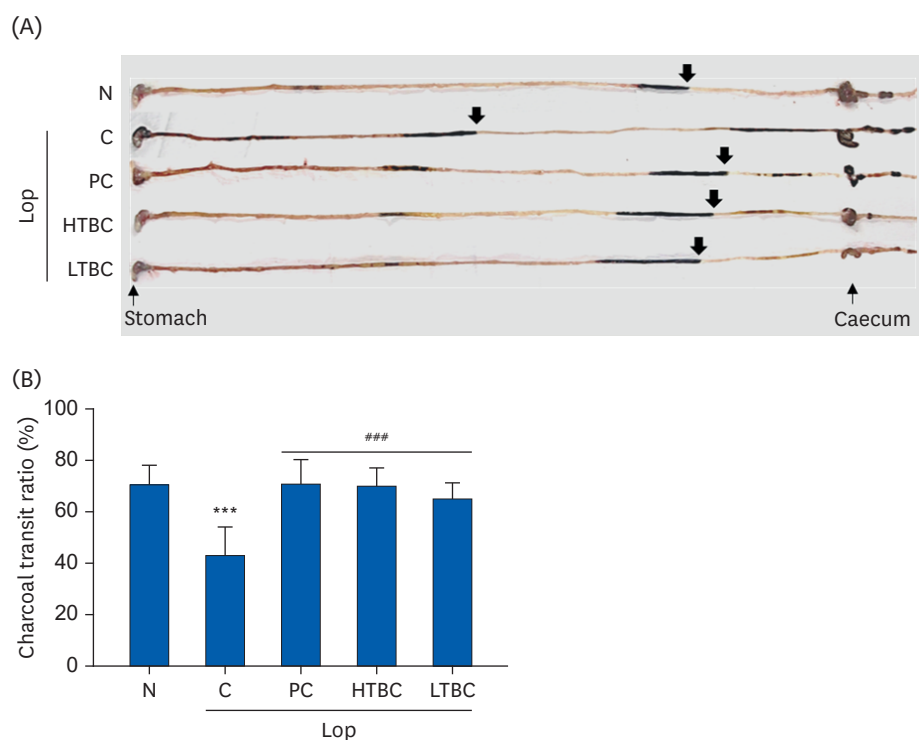 (A)
N
C
PC
HTBC
LTBC
Lop
Stomach
Caecum
(B)
Charcoal transit ratio (%)
100
80
60
40
20
0
***
###
N C PC HTBC LTBC
Lop